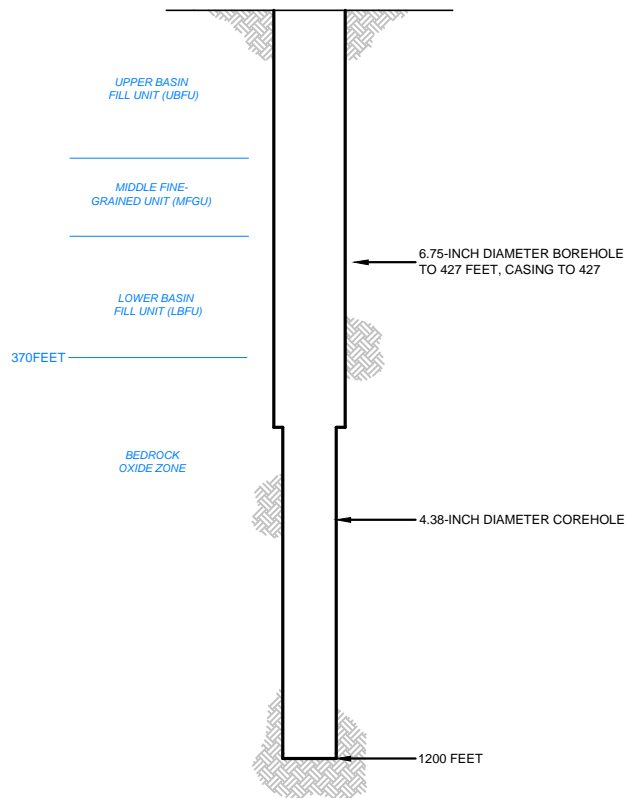 UPPER BASIN
FILL UNIT (UBFU)
MIDDLE FINE-
GRAINED UNIT (MFGU)
6.75-INCH DIAMETER BOREHOLE
TO 427 FEET, CASING TO 427
LOWER BASIN
FILL UNIT (LBFU)
370FEET
BEDROCK
OXIDE ZONE
4.38-INCH DIAMETER COREHOLE
1200 FEET